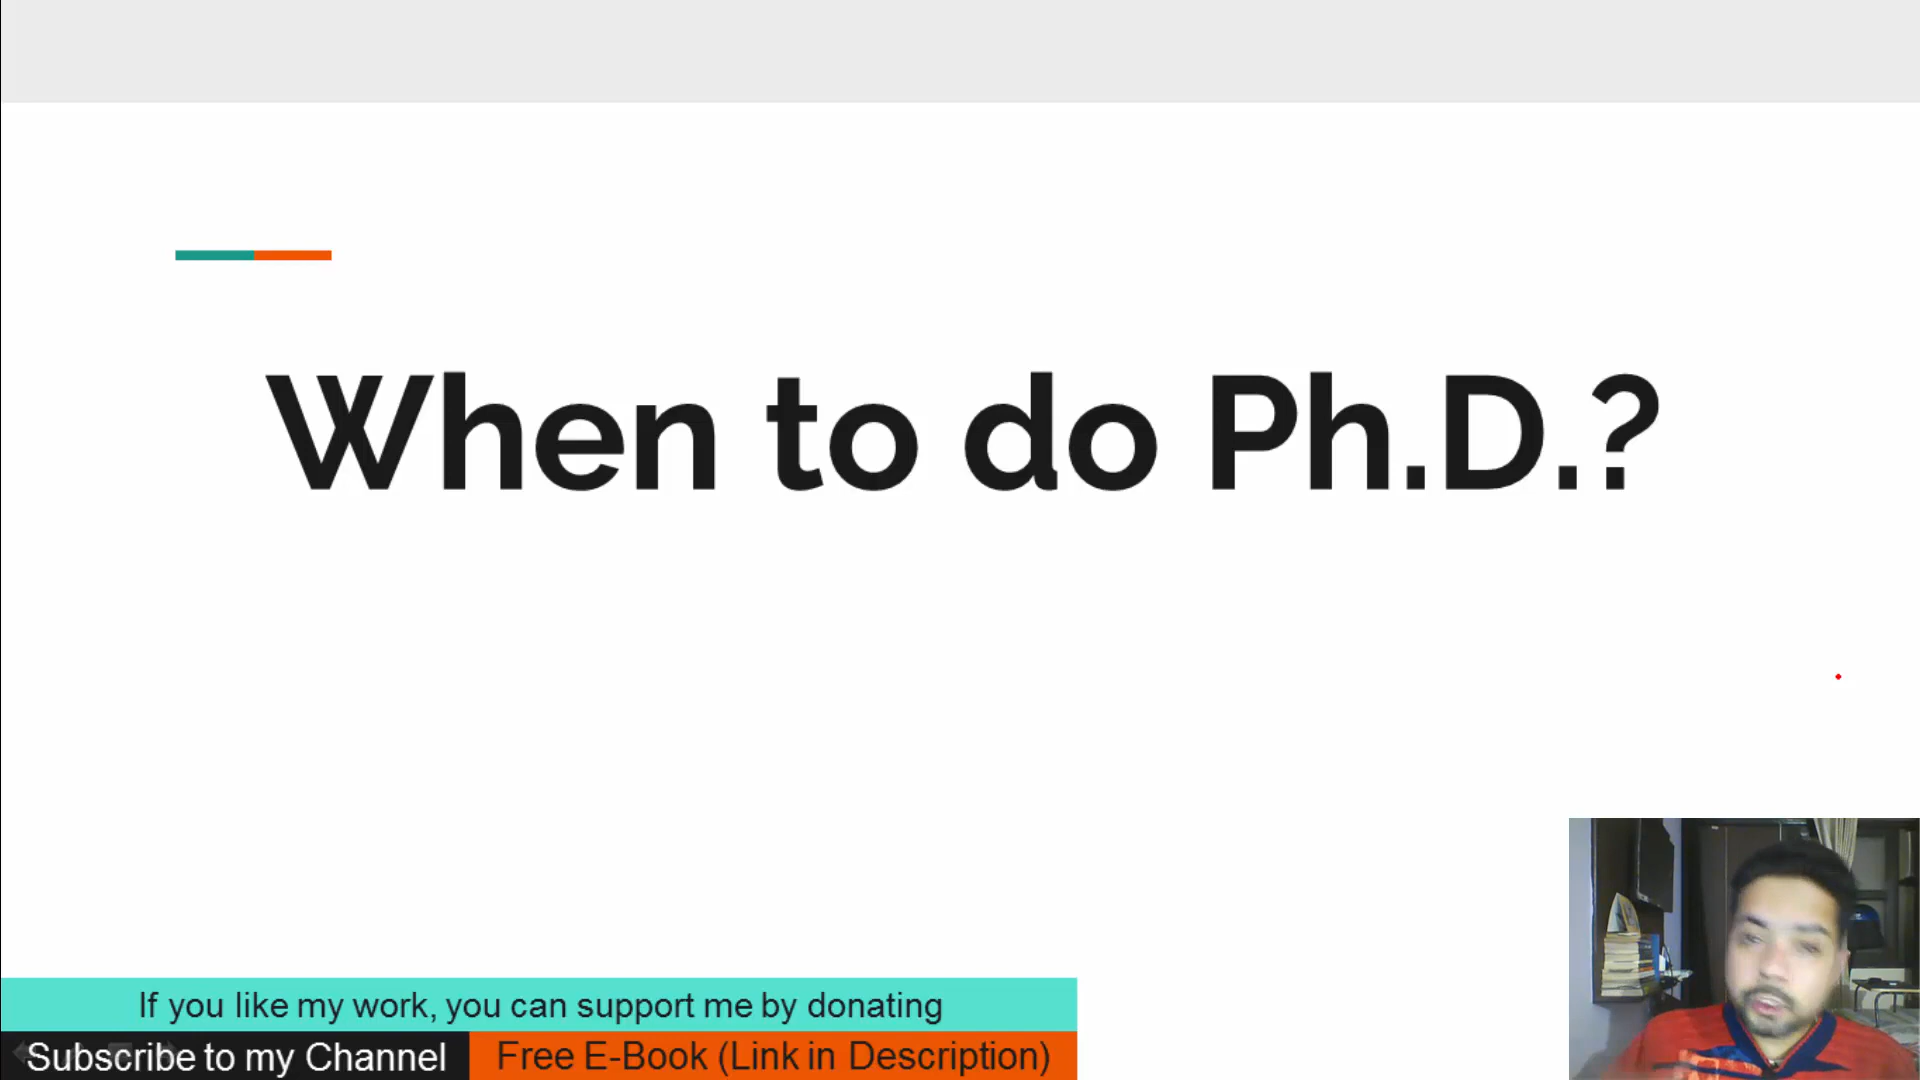 When to do Ph.D.?
If you like my work, you can support me by donating
Subscribe to my Channel
Free E-Book (Link in Description)